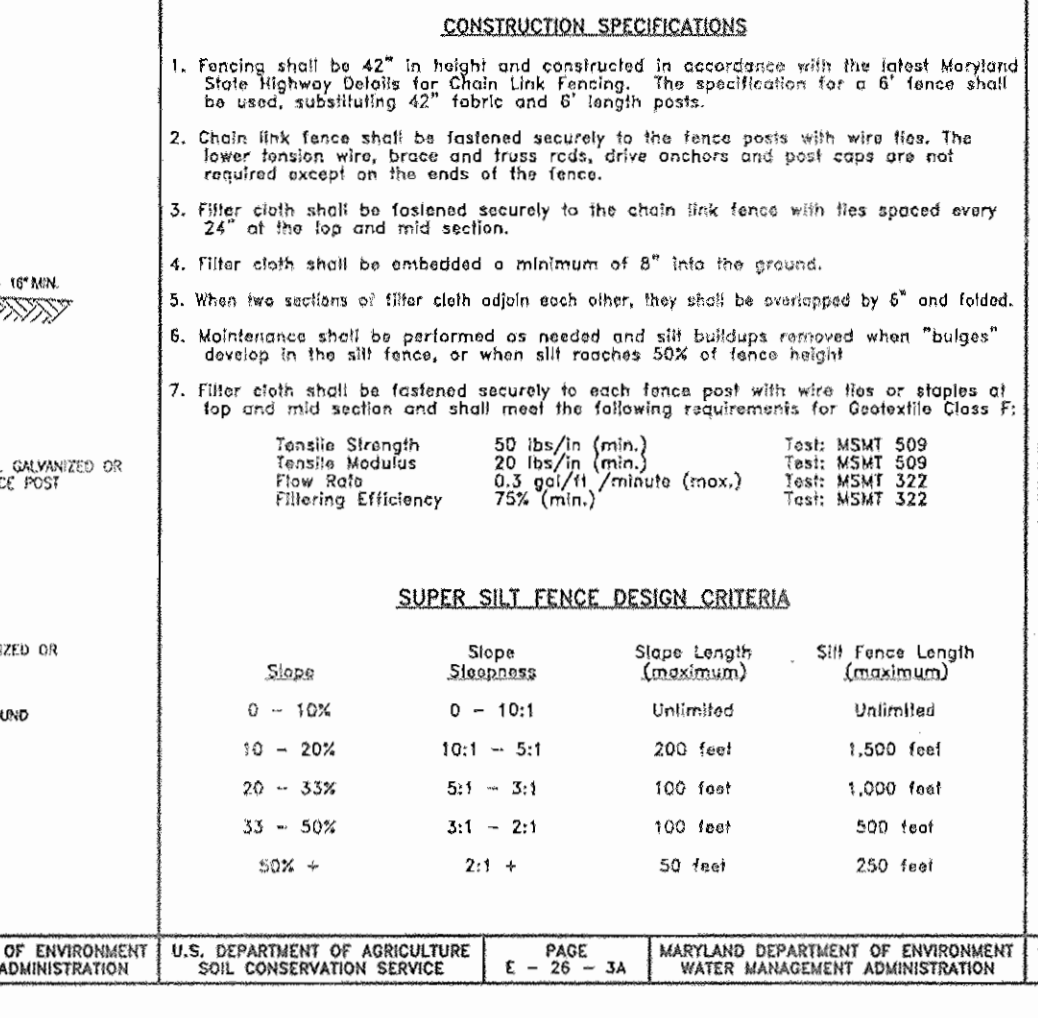 CONSTRUCTION SPECIFICATIONS
1. Fencing shall be 42" in height and constructed in accordance with the latest Maryland
State Highway Details for Chain Link Fencing. The specification for a 6' fence shall
be used, substituting 42" fabric and 6' length posts.
2. Chain link fence shall be fastened securely to the fence posts with wire ties. The
lower tension wire, brace and truss rods, drive anchors and post caps are not
required except on the ends of the fence.
3. Filter cloth shall be fastened securely to the chain link fence with ties spaced every
24" at the top and mid section.
4. Filter cloth shall be embedded a minimum of 8" into the ground.
16" MIN.
5. When two sections of filter cloth adjoin each other, they shall be overlapped by 6" and folded.
6. Maintenance shall be performed as needed and silt buildups removed when "bulges"
develop in the silt fence, or when silt reaches 50% of fence height
7. Filter cloth shall be fastened securely to each fence post with wire ties or staples at
top and mid section and shall meet the following requirements for Geotextile Class F:
Tensile Strength 50 lbs/in (min.) Test: MSMT 509
Tensile Modulus 20 lbs/in (min.) Test: MSMT 509
Flow Rate 0.3 gal/ft /minute (max.) Test: MSMT 322
Filtering Efficiency 75% (min.) Test: MSMT 322
GALVANIZED OR
CE POST
SUPER SILT FENCE DESIGN CRITERIA
Slope Slope Steepness Slope Length (maximum) Silt Fence Length (maximum)
0 - 10% 0 - 10:1 Unlimited Unlimited
10 - 20% 10:1 - 5:1 200 feet 1,500 feet
20 - 33% 5:1 - 3:1 100 feet 1,000 feet
33 - 50% 3:1 - 2:1 100 feet 500 feet
50% + 2:1 + 50 feet 250 feet
IZED OR
UND
OF ENVIRONMENT
ADMINISTRATION
U.S. DEPARTMENT OF AGRICULTURE
SOIL CONSERVATION SERVICE
PAGE
E - 26 - 3A
MARYLAND DEPARTMENT OF ENVIRONMENT
WATER MANAGEMENT ADMINISTRATION